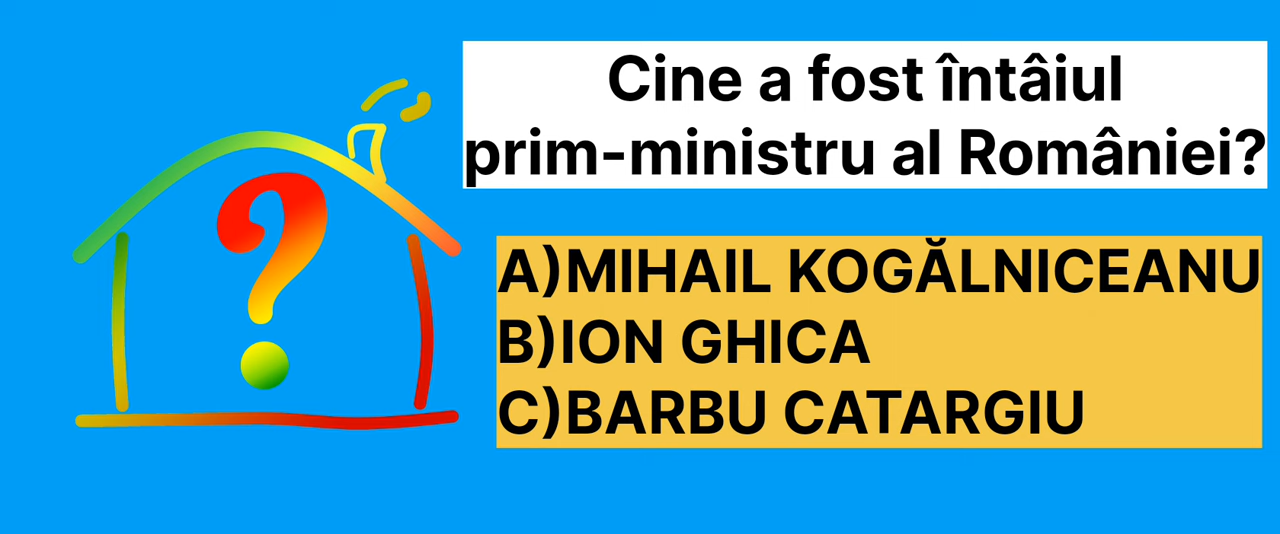 Cine a fost întâiul
prim-ministru al României?
A)MIHAIL KOGĂLNICEANU
B)ION GHICA
C)BARBU CATARGIU